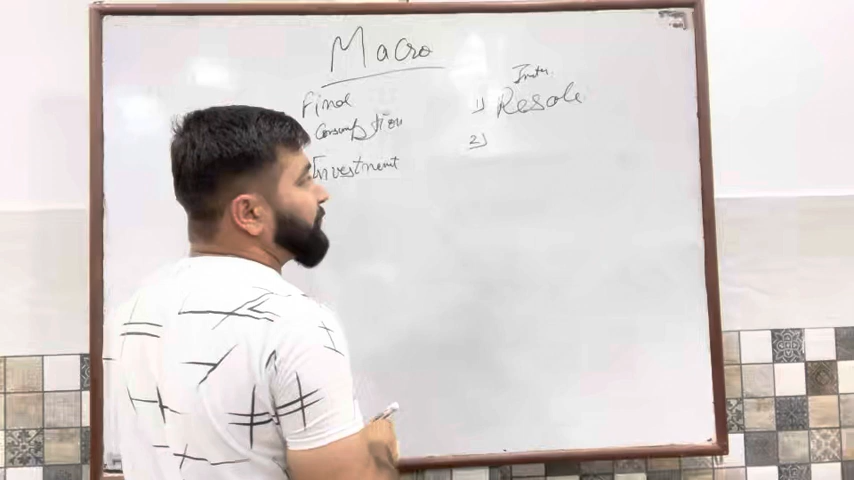 Macro
Final
Consumption
Investment
Inter.
1) Resale
2)